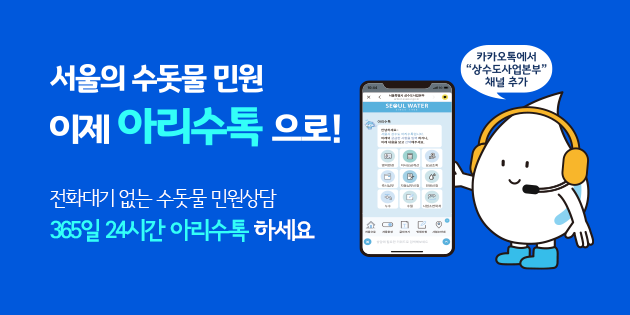 서울의 수돗물 민원
이제 아리수톡 으로!
전화대기 없는 수돗물 민원상담
365일 24시간 아리수톡 하세요
카카오톡에서
“상수도사업본부”
채널 추가
SEOUL WATER